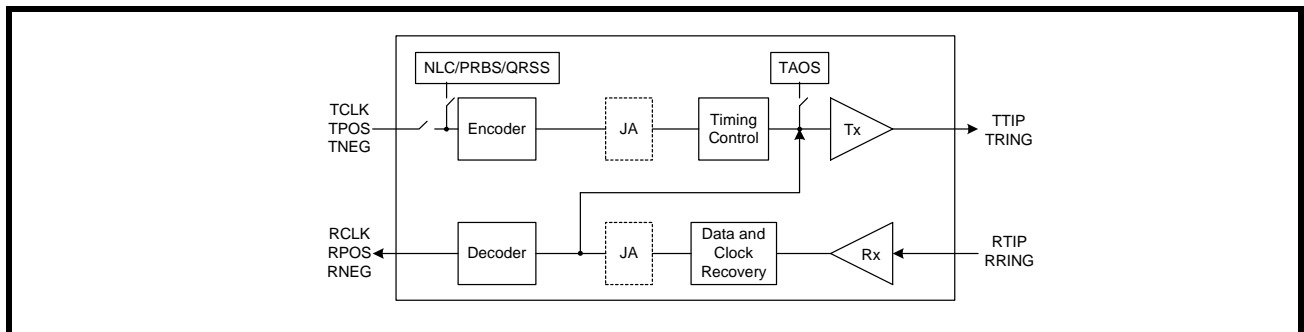 NLC/PRBS/QRSS
TAOS
TCLK
TPOS
TNEG
Encoder
JA
Timing
Control
Tx
TTIP
TRING
RCLK
RPOS
RNEG
Decoder
JA
Data and
Clock
Recovery
Rx
RTIP
RRING